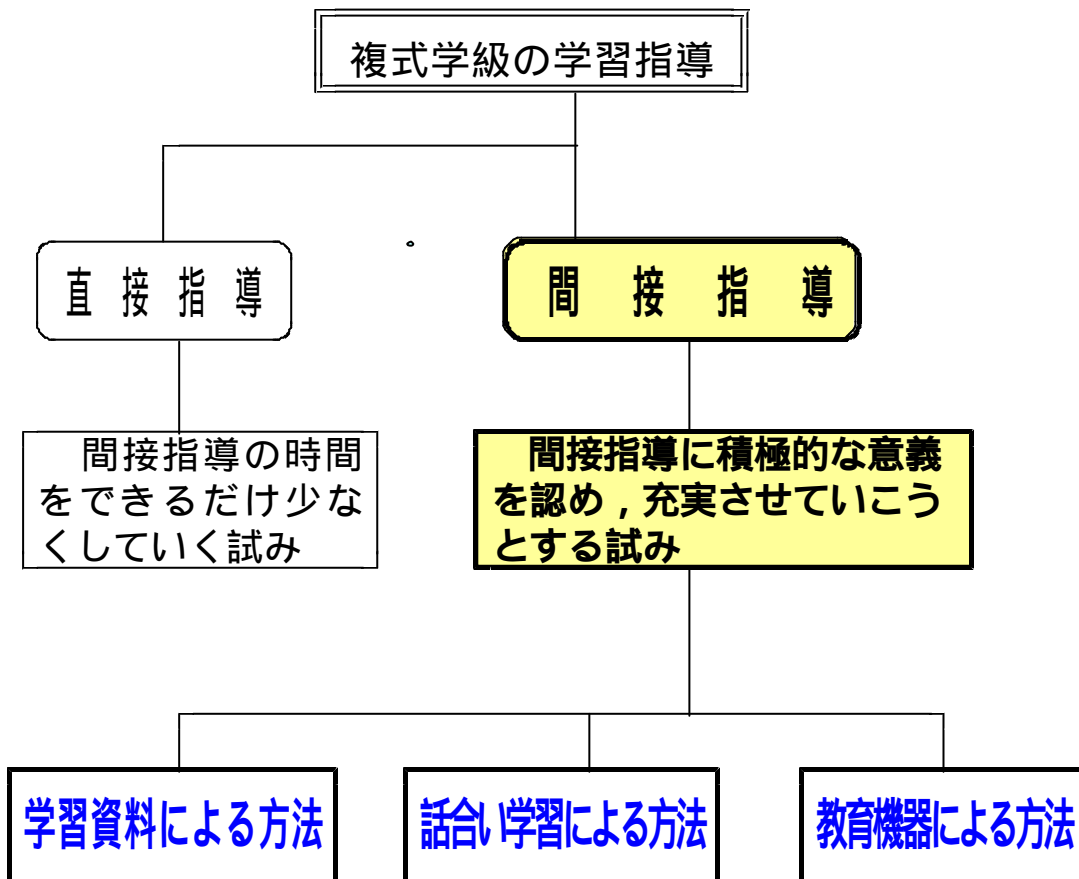 複式学級の学習指導
。
直接指導
間接指導
間接指導の時間
をできるだけ少な
くしていく試み
間接指導に積極的な意義
を認め，充実させていこう
とする試み
学習資料による方法
話合い学習による方法
教育機器による方法